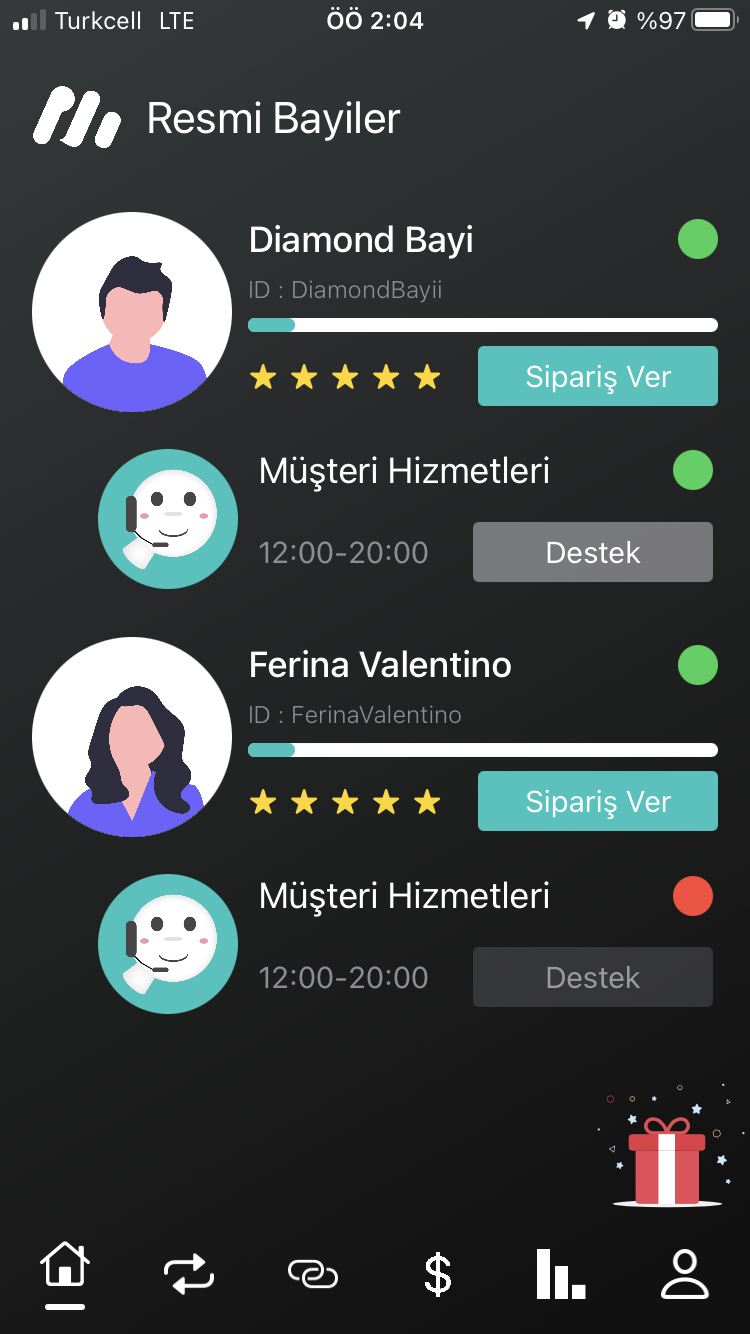 Turkcell LTE ÖÖ 2:04 %97
Resmi Bayiler
Diamond Bayi
ID : DiamondBayii
Sipariş Ver
Müşteri Hizmetleri
12:00-20:00 Destek
Ferina Valentino
ID : FerinaValentino
Sipariş Ver
Müşteri Hizmetleri
12:00-20:00 Destek
$